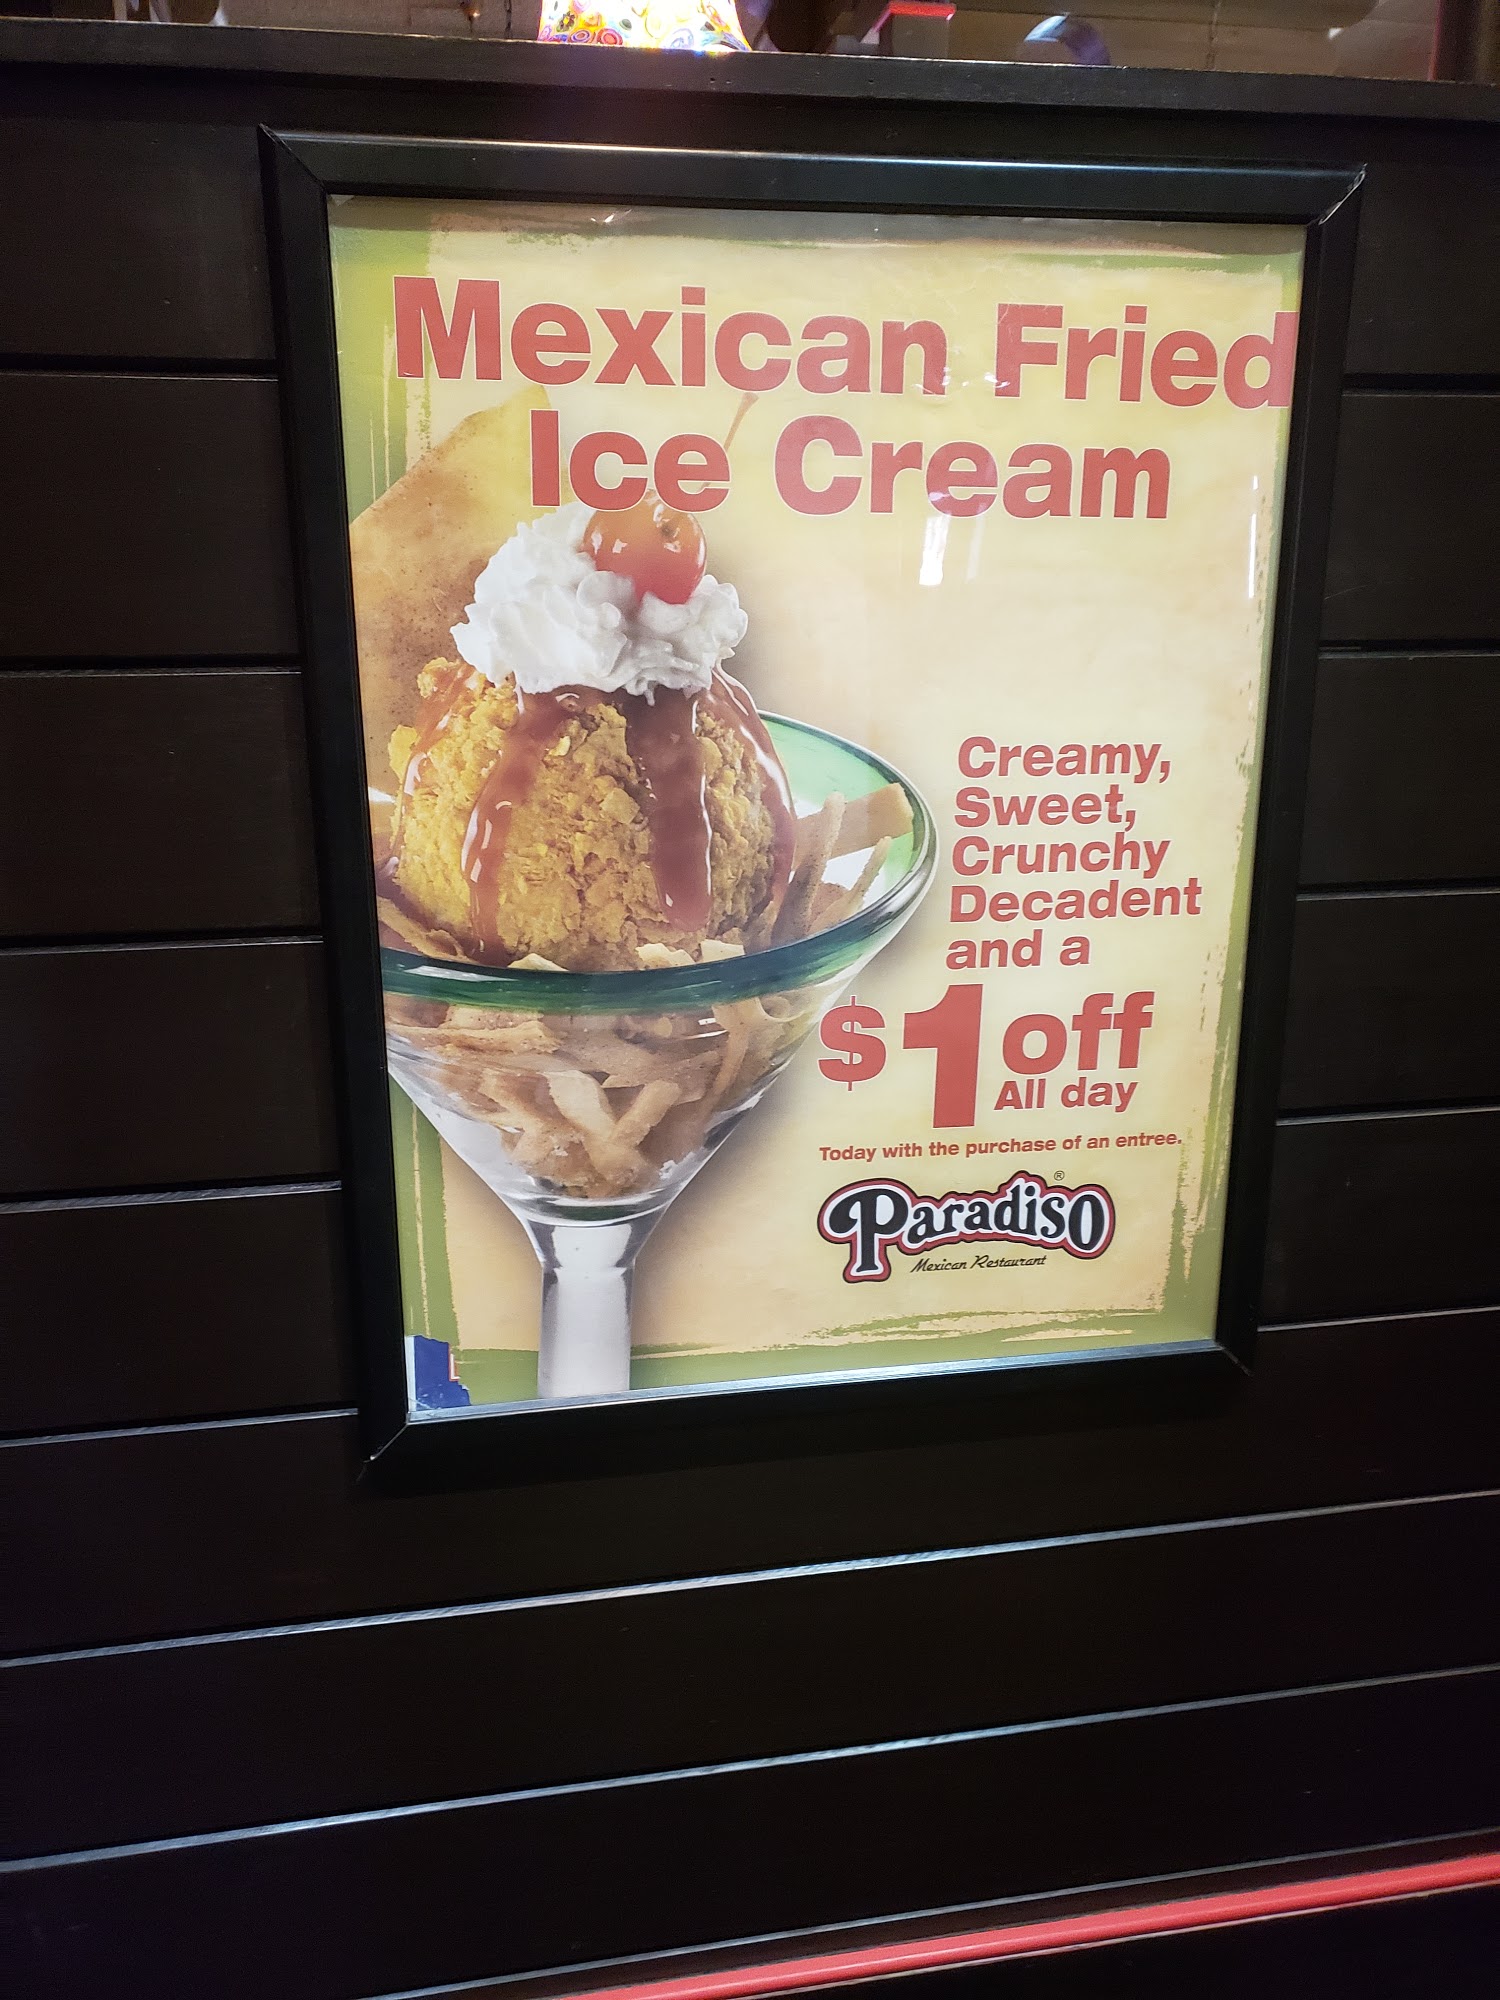 Mexican Fried
Ice Cream
Creamy,
Sweet,
Crunchy
Decadent
and a
$1 off
All day
Today with the purchase of an entree.
Paradiso®
Mexican Restaurant
L